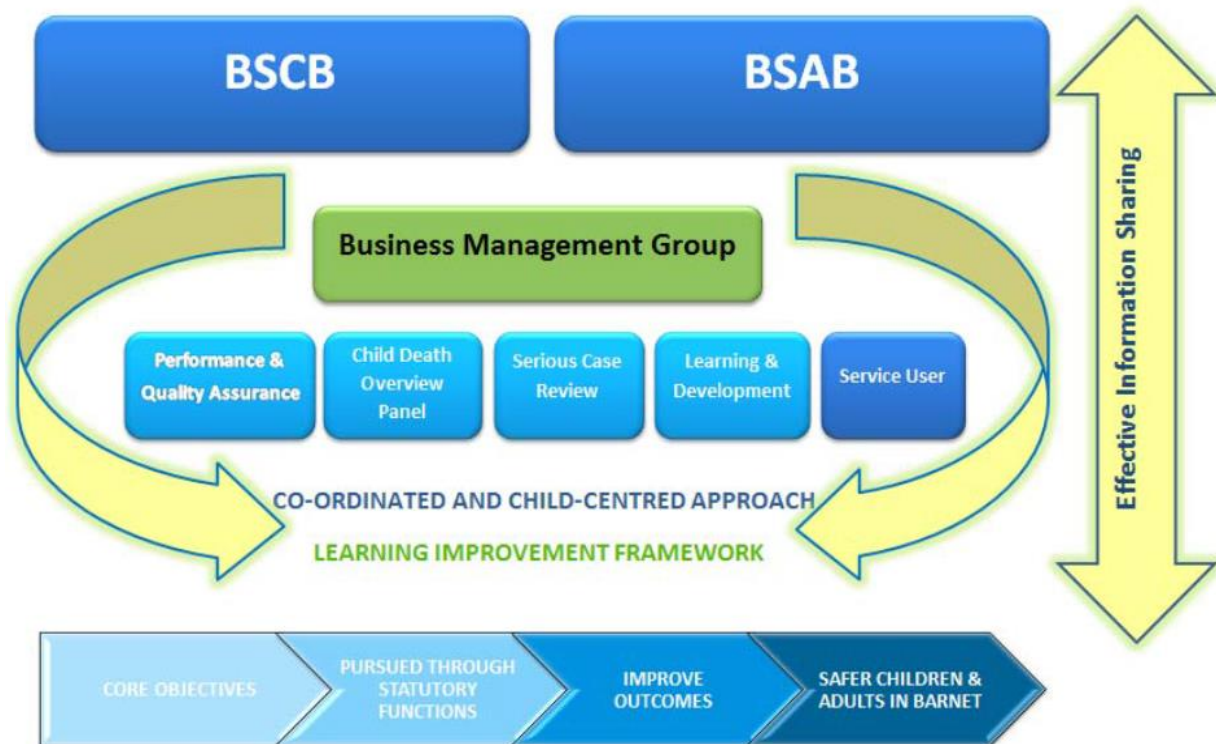 BSCB
BSAB
Effective Information Sharing
Business Management Group
Performance &
Quality Assurance
Child Death
Overview
Panel
Serious Case
Review
Learning &
Development
Service User
CO-ORDINATED AND CHILD-CENTRED APPROACH
LEARNING IMPROVEMENT FRAMEWORK
CORE OBJECTIVES
PURSUED THROUGH
STATUTORY
FUNCTIONS
IMPROVE
OUTCOMES
SAFER CHILDREN &
ADULTS IN BARNET